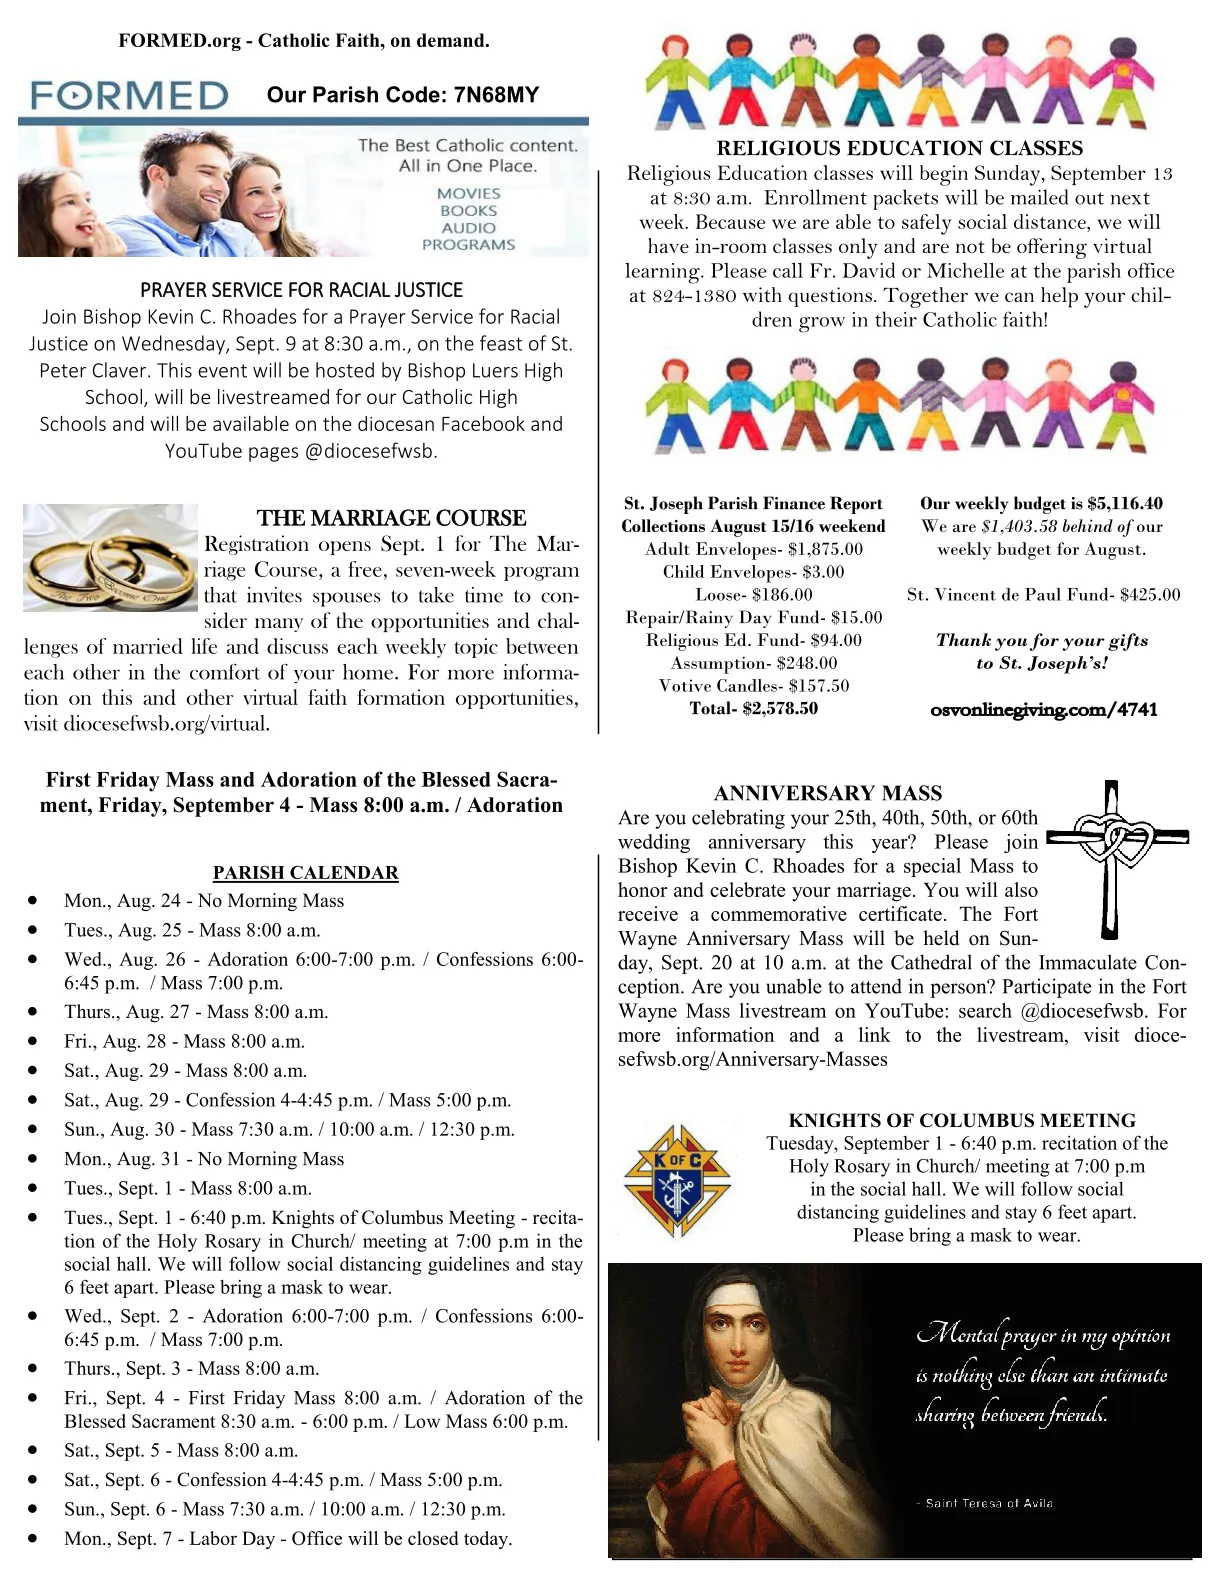 FORMED.org - Catholic Faith, on demand.
FORMED
Our Parish Code: 7N68MY
The Best Catholic content.
All in One Place.
MOVIES
BOOKS
AUDIO
PROGRAMS
PRAYER SERVICE FOR RACIAL JUSTICE
Join Bishop Kevin C. Rhoades for a Prayer Service for Racial
Justice on Wednesday, Sept. 9 at 8:30 a.m., on the feast of St.
Peter Claver. This event will be hosted by Bishop Luers High
School, will be livestreamed for our Catholic High
Schools and will be available on the diocesan Facebook and
YouTube pages @diocesefwsb.
The Two
Become One
THE MARRIAGE COURSE
Registration opens Sept. 1 for The Mar-
riage Course, a free, seven-week program
that invites spouses to take time to con-
sider many of the opportunities and chal-
lenges of married life and discuss each weekly topic between
each other in the comfort of your home. For more informa-
tion on this and other virtual faith formation opportunities,
visit diocesefwsb.org/virtual.
First Friday Mass and Adoration of the Blessed Sacra-
ment, Friday, September 4 - Mass 8:00 a.m. / Adoration
PARISH CALENDAR
• Mon., Aug. 24 - No Morning Mass
• Tues., Aug. 25 - Mass 8:00 a.m.
• Wed., Aug. 26 - Adoration 6:00-7:00 p.m. / Confessions 6:00-
6:45 p.m. / Mass 7:00 p.m.
• Thurs., Aug. 27 - Mass 8:00 a.m.
• Fri., Aug. 28 - Mass 8:00 a.m.
• Sat., Aug. 29 - Mass 8:00 a.m.
• Sat., Aug. 29 - Confession 4-4:45 p.m. / Mass 5:00 p.m.
• Sun., Aug. 30 - Mass 7:30 a.m. / 10:00 a.m. / 12:30 p.m.
• Mon., Aug. 31 - No Morning Mass
• Tues., Sept. 1 - Mass 8:00 a.m.
• Tues., Sept. 1 - 6:40 p.m. Knights of Columbus Meeting - recita-
tion of the Holy Rosary in Church/ meeting at 7:00 p.m in the
social hall. We will follow social distancing guidelines and stay
6 feet apart. Please bring a mask to wear.
• Wed., Sept. 2 - Adoration 6:00-7:00 p.m. / Confessions 6:00-
6:45 p.m. / Mass 7:00 p.m.
• Thurs., Sept. 3 - Mass 8:00 a.m.
• Fri., Sept. 4 - First Friday Mass 8:00 a.m. / Adoration of the
Blessed Sacrament 8:30 a.m. - 6:00 p.m. / Low Mass 6:00 p.m.
• Sat., Sept. 5 - Mass 8:00 a.m.
• Sat., Sept. 6 - Confession 4-4:45 p.m. / Mass 5:00 p.m.
• Sun., Sept. 6 - Mass 7:30 a.m. / 10:00 a.m. / 12:30 p.m.
• Mon., Sept. 7 - Labor Day - Office will be closed today.
RELIGIOUS EDUCATION CLASSES
Religious Education classes will begin Sunday, September 13
at 8:30 a.m. Enrollment packets will be mailed out next
week. Because we are able to safely social distance, we will
have in-room classes only and are not be offering virtual
learning. Please call Fr. David or Michelle at the parish office
at 824-1380 with questions. Together we can help your chil-
dren grow in their Catholic faith!
St. Joseph Parish Finance Report
Collections August 15/16 weekend
Adult Envelopes- $1,875.00
Child Envelopes- $3.00
Loose- $186.00
Repair/Rainy Day Fund- $15.00
Religious Ed. Fund- $94.00
Assumption- $248.00
Votive Candles- $157.50
Total- $2,578.50
Our weekly budget is $5,116.40
We are $1,403.58 behind of our
weekly budget for August.
St. Vincent de Paul Fund- $425.00
Thank you for your gifts
to St. Joseph's!
osvonlinegiving.com/4741
ANNIVERSARY MASS
Are you celebrating your 25th, 40th, 50th, or 60th
wedding anniversary this year? Please join
Bishop Kevin C. Rhoades for a special Mass to
honor and celebrate your marriage. You will also
receive a commemorative certificate. The Fort
Wayne Anniversary Mass will be held on Sun-
day, Sept. 20 at 10 a.m. at the Cathedral of the Immaculate Con-
ception. Are you unable to attend in person? Participate in the Fort
Wayne Mass livestream on YouTube: search @diocesefwsb. For
more information and a link to the livestream, visit dioce-
sefwsb.org/Anniversary-Masses
K OF C
KNIGHTS OF COLUMBUS MEETING
Tuesday, September 1 - 6:40 p.m. recitation of the
Holy Rosary in Church/ meeting at 7:00 p.m
in the social hall. We will follow social
distancing guidelines and stay 6 feet apart.
Please bring a mask to wear.
Mental prayer in my opinion
is nothing else than an intimate
sharing between friends.
- Saint Teresa of Avila